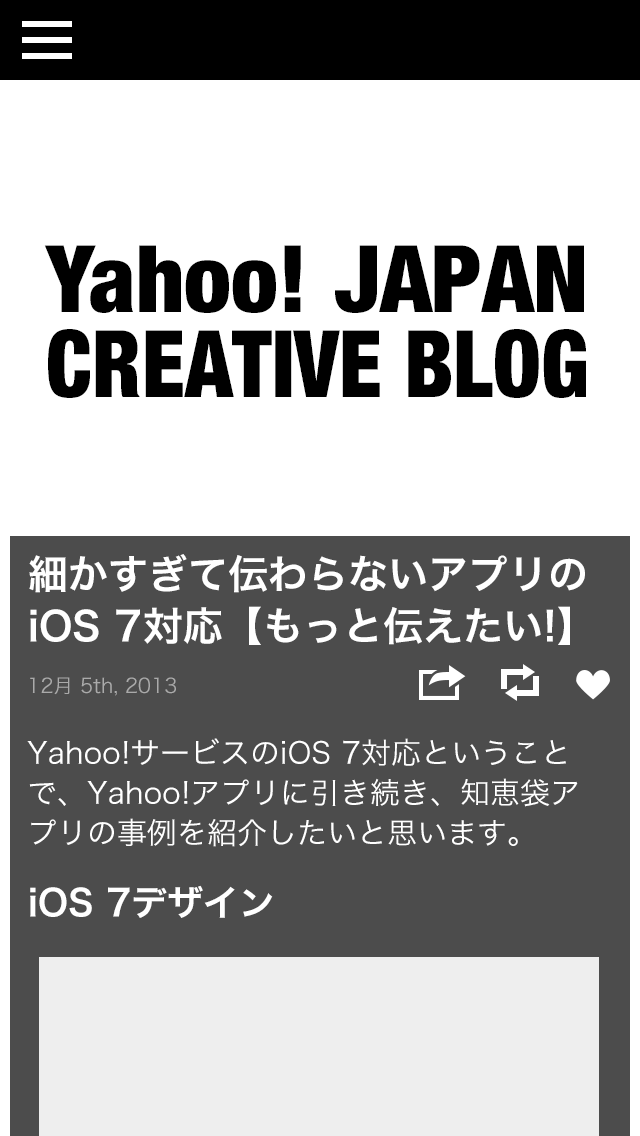 Yahoo! JAPAN
CREATIVE BLOG
細かすぎて伝わらないアプリの
iOS 7対応【もっと伝えたい!】
12月 5th, 2013
Yahoo!サービスのiOS 7対応ということ
で、Yahoo!アプリに引き続き、知恵袋ア
プリの事例を紹介したいと思います。
iOS 7デザイン